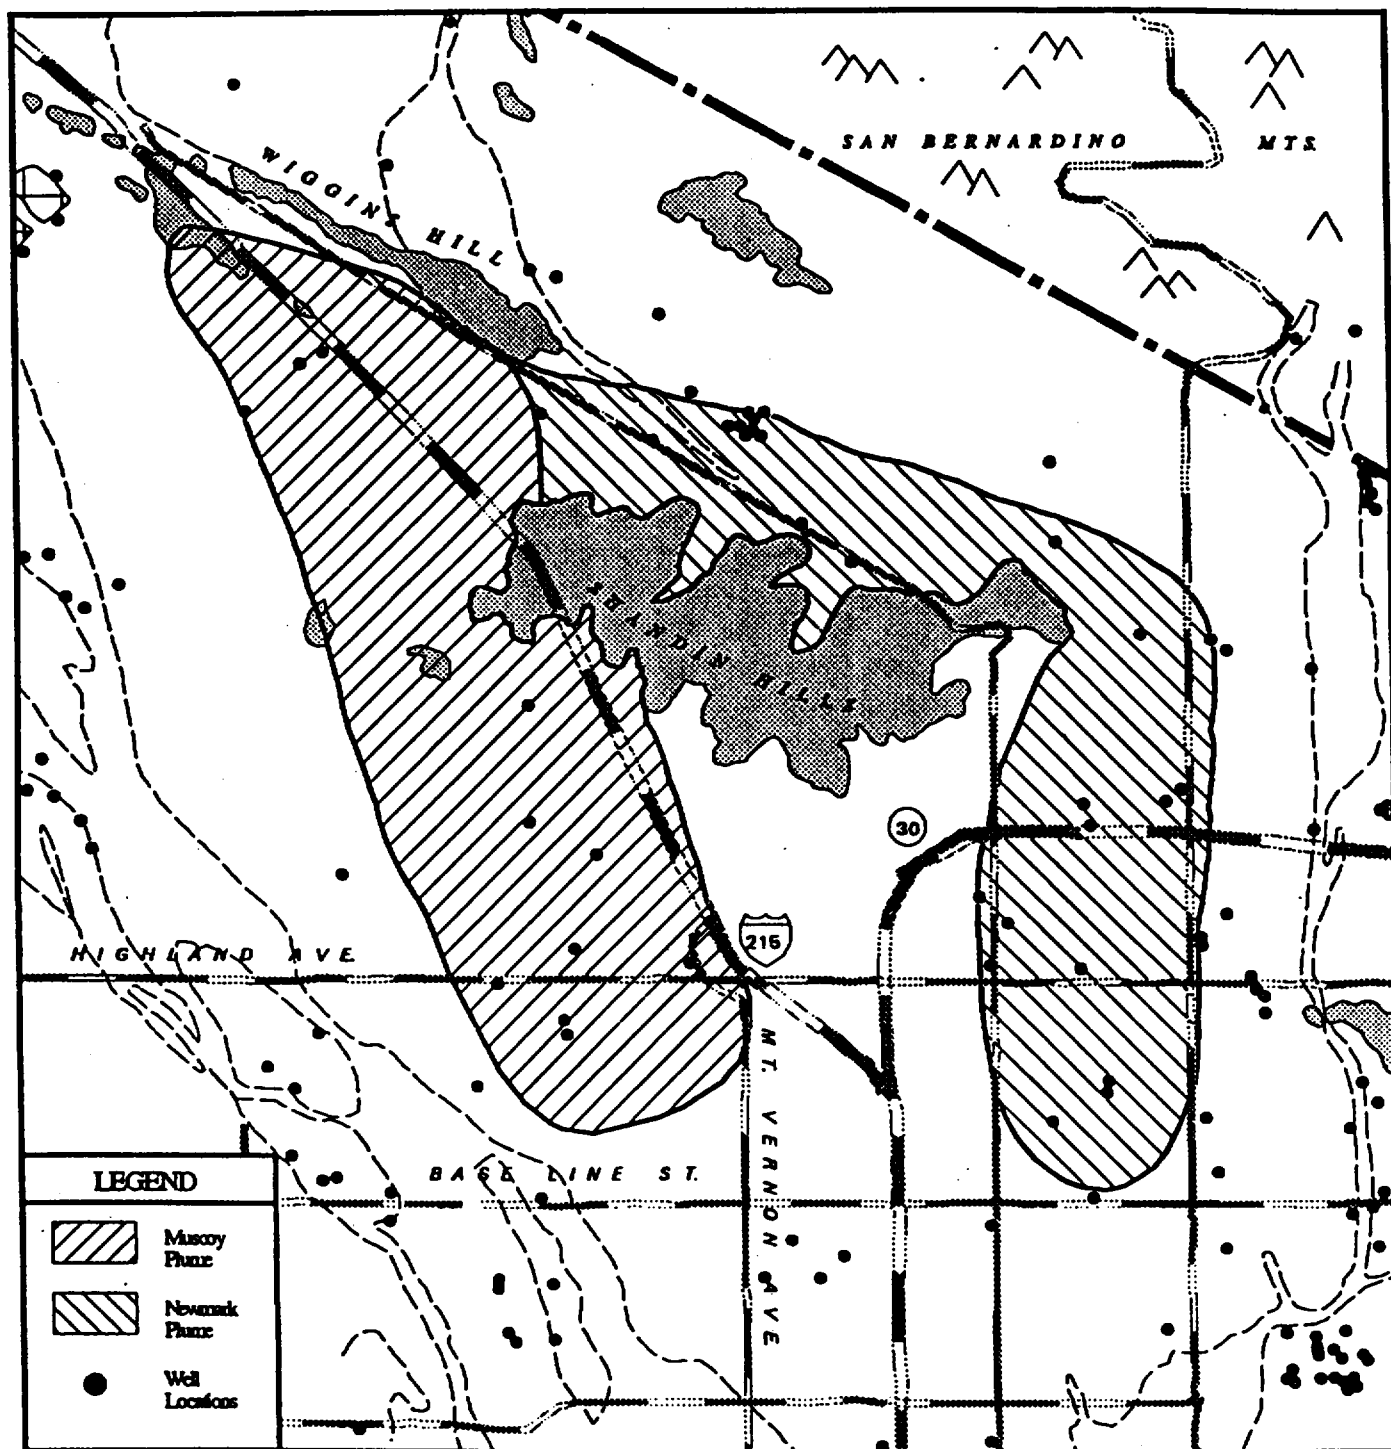 SAN BERNARDINO MTS.
WIGGINS HILL
SHANDIN HILLS
30
215
HIGHLAND AVE.
MT. VERNON AVE
BASE LINE ST.
LEGEND
Muscoy
Plume
Newmark
Plume
Well
Locations